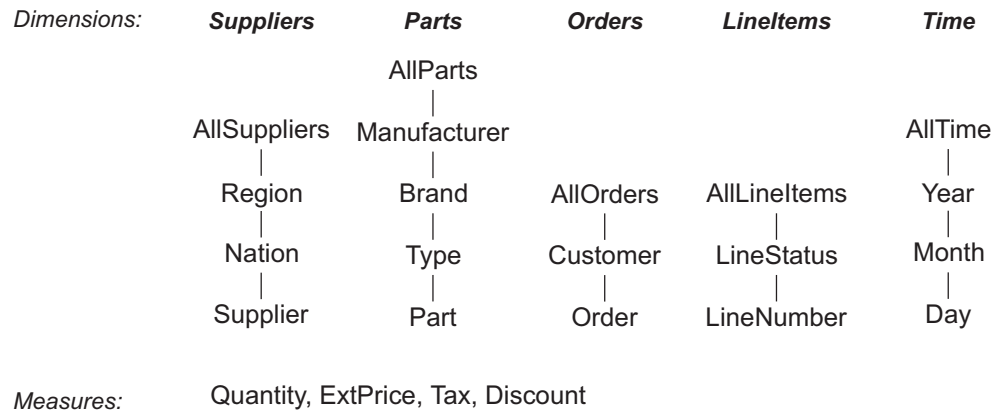 Dimensions: Suppliers Parts Orders LineItems Time
AllParts
AllSuppliers Manufacturer AllTime
Region Brand AllOrders AllLineItems Year
Nation Type Customer LineStatus Month
Supplier Part Order LineNumber Day
Measures: Quantity, ExtPrice, Tax, Discount